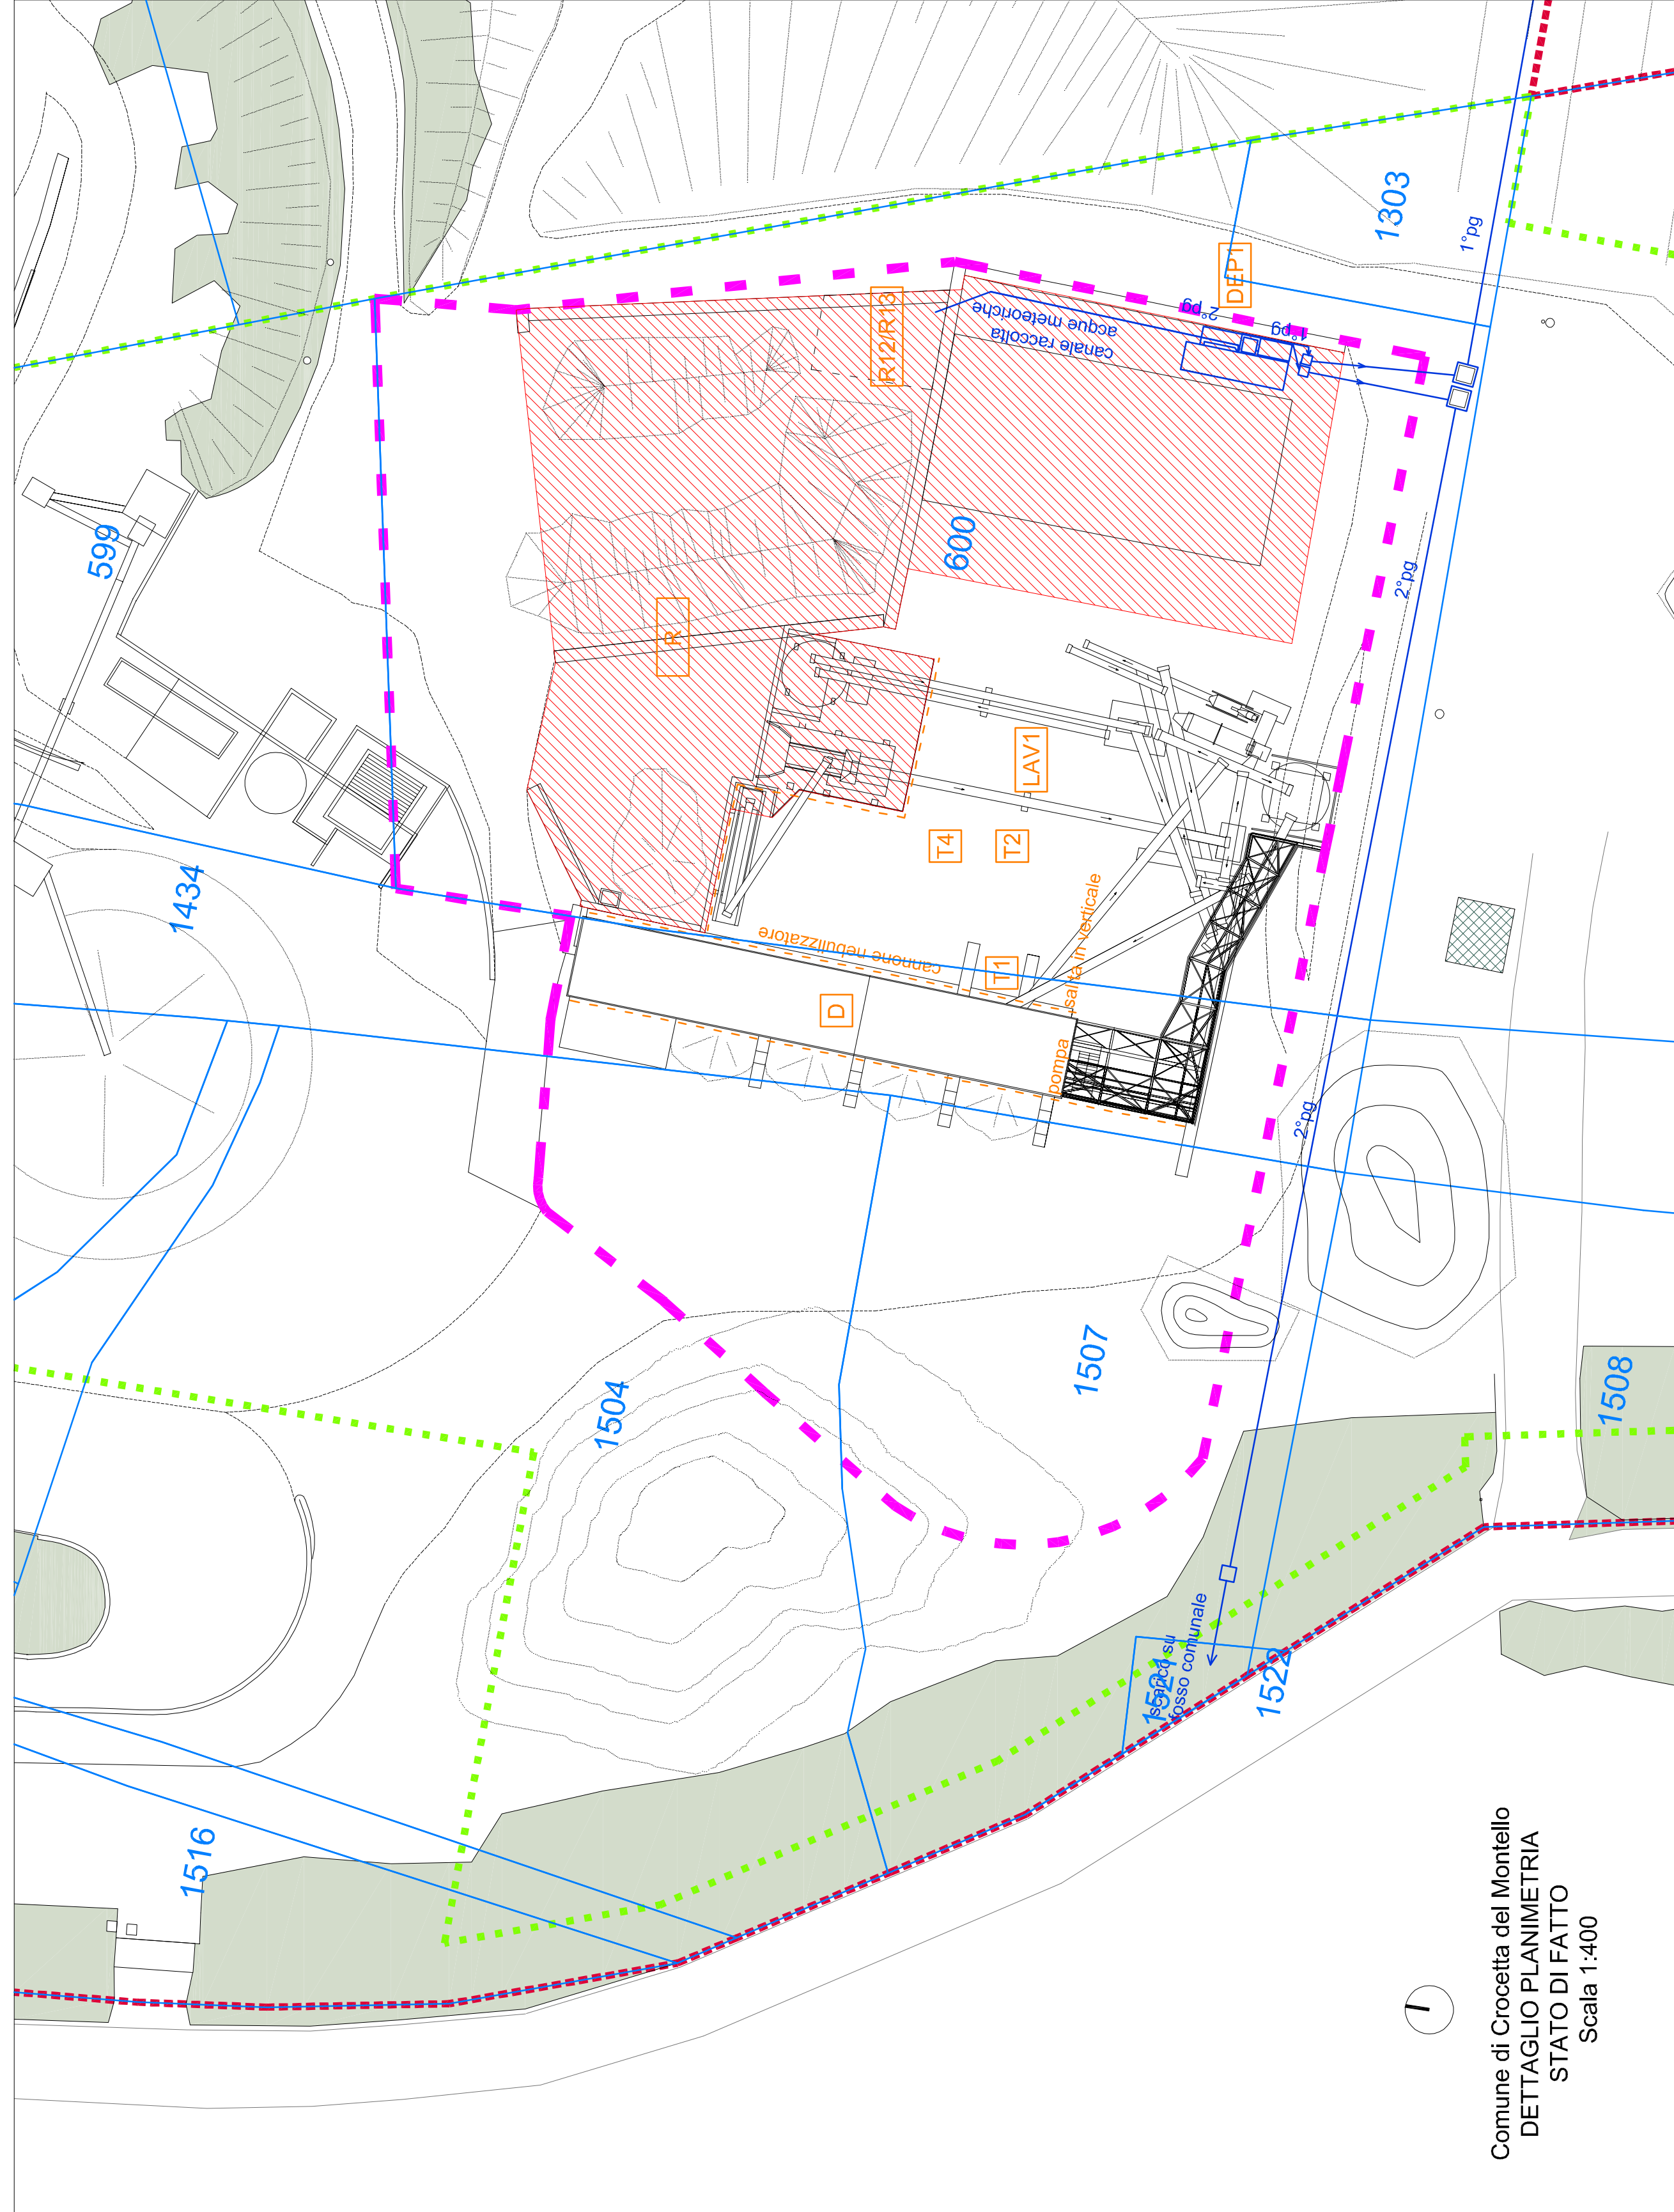 Comune di Crocetta del Montello
DETTAGLIO PLANIMETRIA
STATO DI FATTO
Scala 1:400
1516
1504
1434
599
1507
1521
1522
1508
600
1303
scarico su
fosso comunale
2°pg
2°pg
1°pg
2°pg
1°pg
canale raccolta
acque meteoriche
D
cannone nebulizzatore
pompa
salita in verticale
T1
T4
T2
LAV1
R
R12/R13
DEP1